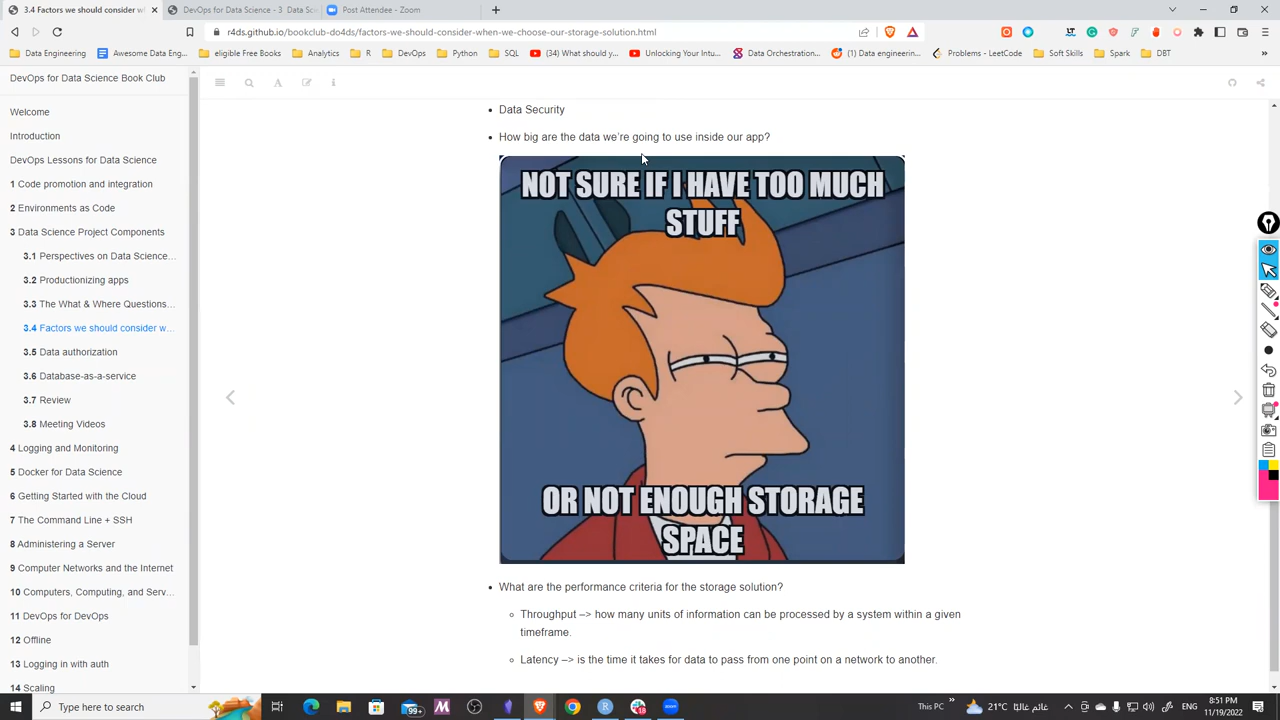 3.4 Factors we should consider wh
DevOps for Data Science - 3 Data Sci
Post Attendee - Zoom
r4ds.github.io/bookclub-do4ds/factors-we-should-consider-when-we-choose-our-storage-solution.html
Data Engineering
Awesome Data Eng...
eligible Free Books
Analytics
R
DevOps
Python
SQL
(34) What should y...
Unlocking Your Intu...
Data Orchestration...
(1) Data engineerin...
Problems - LeetCode
Soft Skills
Spark
DBT
DevOps for Data Science Book Club
Welcome
Introduction
DevOps Lessons for Data Science
1 Code promotion and integration
2 Environments as Code
3 Data Science Project Components
3.1 Perspectives on Data Science...
3.2 Productionizing apps
3.3 The What & Where Questions...
3.4 Factors we should consider w...
3.5 Data authorization
3.6 Database-as-a-service
3.7 Review
3.8 Meeting Videos
4 Logging and Monitoring
5 Docker for Data Science
6 Getting Started with the Cloud
7 The Command Line + SSH
8 Administering a Server
9 Computer Networks and the Internet
10 Computers, Computing, and Serv...
11 DevOps for DevOps
12 Offline
13 Logging in with auth
14 Scaling
• Data Security
• How big are the data we're going to use inside our app?
NOT SURE IF I HAVE TOO MUCH
STUFF
OR NOT ENOUGH STORAGE
SPACE
• What are the performance criteria for the storage solution?
Throughput –> how many units of information can be processed by a system within a given
timeframe.
Latency –> is the time it takes for data to pass from one point on a network to another.
Type here to search
99+
This PC
21°C غائم غالبًا
8:51 PM
11/19/2022